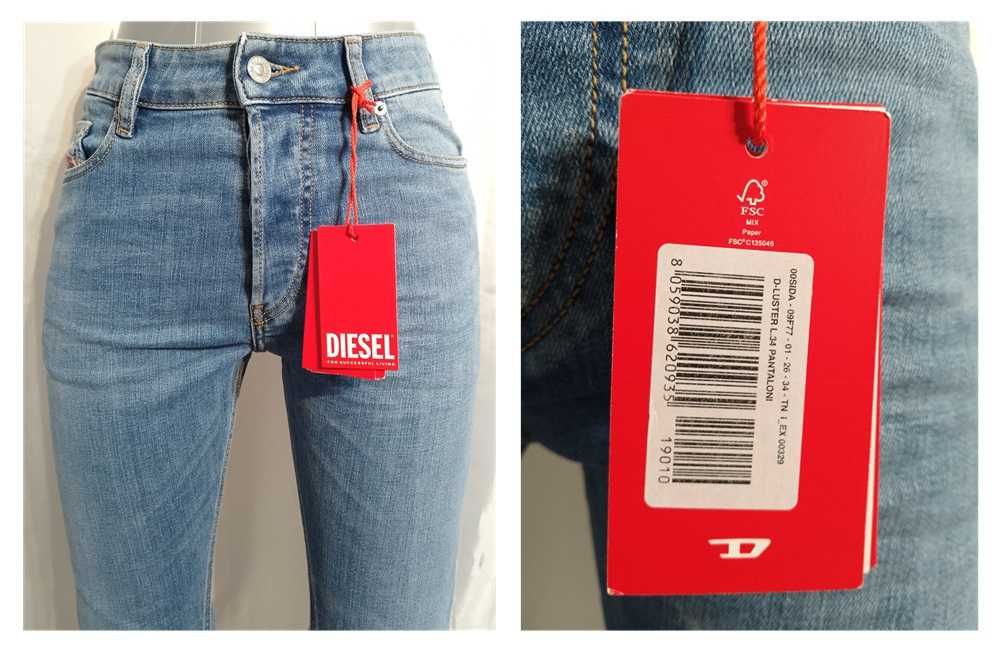 DIESEL
FOR SUCCESSFUL LIVING
FSC®
MIX
Paper
FSC® C135045
00SIDA - 09F77 - 01 - 26 - 34 - TN I_EX 00329
D-LUSTER L.34 PANTALONI
8 059038 620935
19010
D